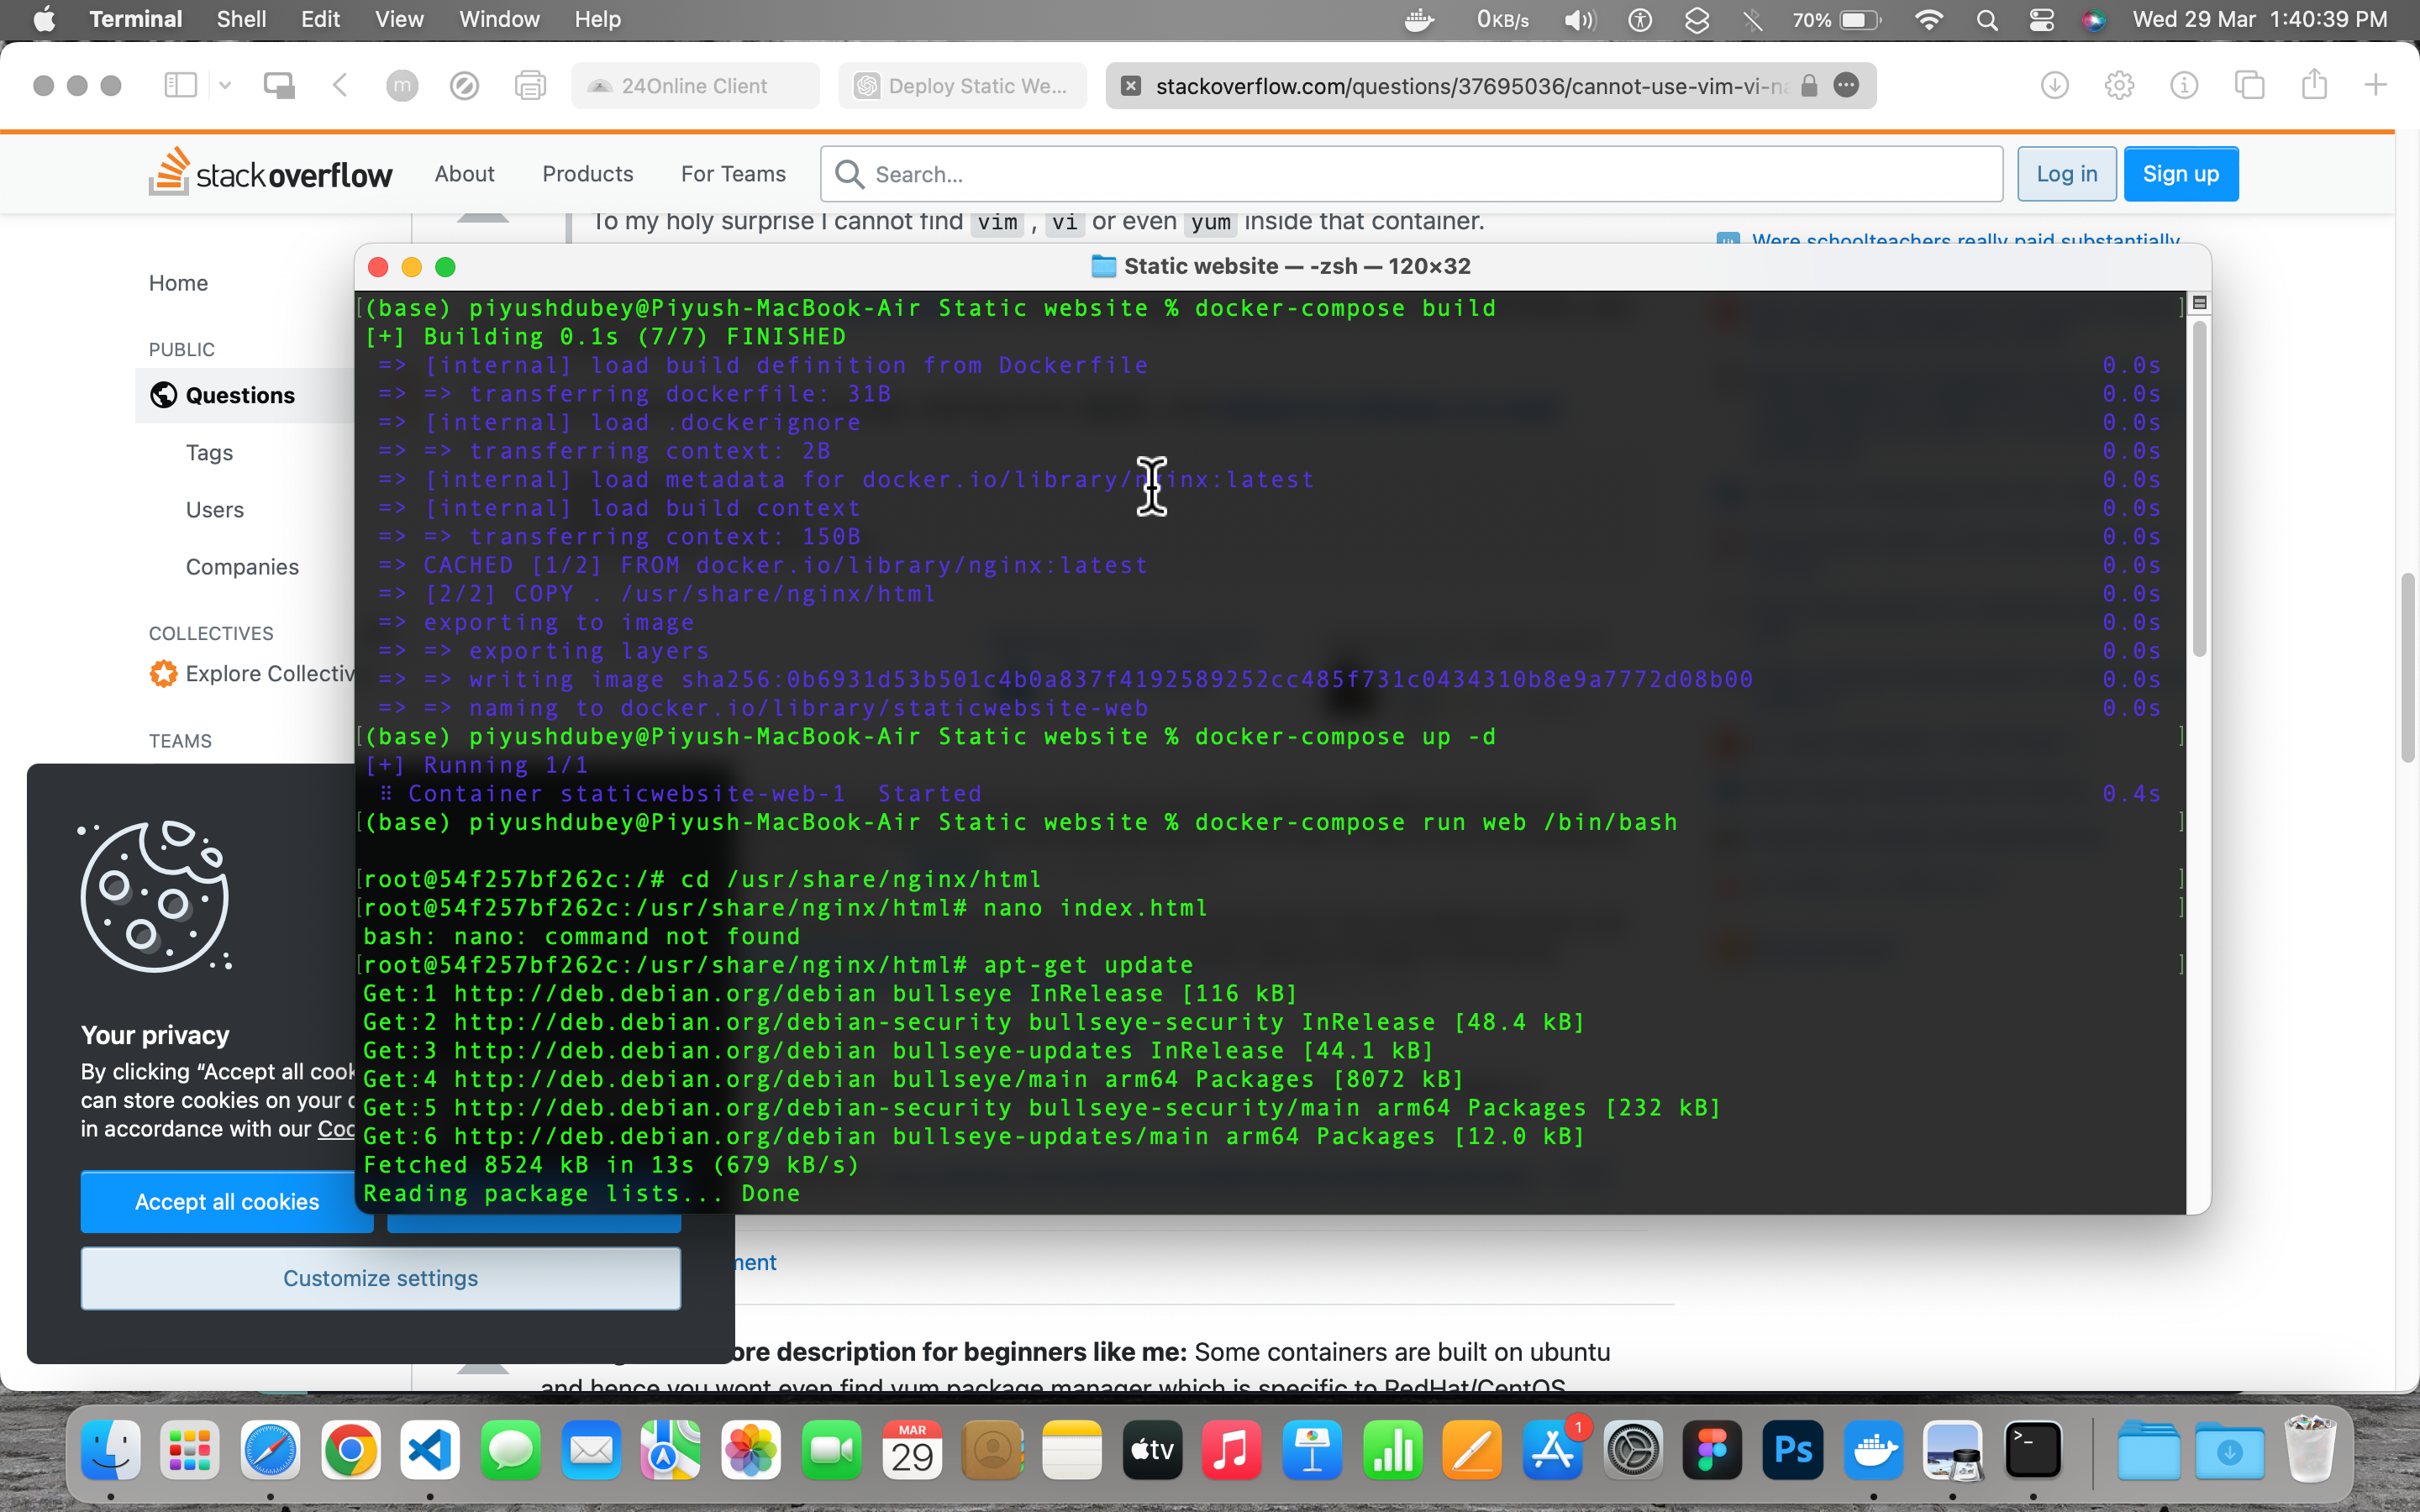 Terminal Shell Edit View Window Help 0KB/s 70% Wed 29 Mar 1:40:39 PM
m 24Online Client Deploy Static We... stackoverflow.com/questions/37695036/cannot-use-vim-vi-na
stackoverflow About Products For Teams Search... Log in Sign up
To my holy surprise I cannot find vim , vi or even yum inside that container.
Were schoolteachers really paid substantially
Home
PUBLIC
Questions
Tags
Users
Companies
COLLECTIVES
Explore Collectiv
TEAMS
Static website — -zsh — 120×32
[(base) piyushdubey@Piyush-MacBook-Air Static website % docker-compose build ]
[+] Building 0.1s (7/7) FINISHED
=> [internal] load build definition from Dockerfile 0.0s
=> => transferring dockerfile: 31B 0.0s
=> [internal] load .dockerignore 0.0s
=> => transferring context: 2B 0.0s
=> [internal] load metadata for docker.io/library/nginx:latest 0.0s
=> [internal] load build context 0.0s
=> => transferring context: 150B 0.0s
=> CACHED [1/2] FROM docker.io/library/nginx:latest 0.0s
=> [2/2] COPY . /usr/share/nginx/html 0.0s
=> exporting to image 0.0s
=> => exporting layers 0.0s
=> => writing image sha256:0b6931d53b501c4b0a837f4192589252cc485f731c0434310b8e9a7772d08b00 0.0s
=> => naming to docker.io/library/staticwebsite-web 0.0s
[(base) piyushdubey@Piyush-MacBook-Air Static website % docker-compose up -d ]
[+] Running 1/1
⠿ Container staticwebsite-web-1 Started 0.4s
[(base) piyushdubey@Piyush-MacBook-Air Static website % docker-compose run web /bin/bash ]
[root@54f257bf262c:/# cd /usr/share/nginx/html ]
[root@54f257bf262c:/usr/share/nginx/html# nano index.html ]
bash: nano: command not found
[root@54f257bf262c:/usr/share/nginx/html# apt-get update ]
Get:1 http://deb.debian.org/debian bullseye InRelease [116 kB]
Get:2 http://deb.debian.org/debian-security bullseye-security InRelease [48.4 kB]
Get:3 http://deb.debian.org/debian bullseye-updates InRelease [44.1 kB]
Get:4 http://deb.debian.org/debian bullseye/main arm64 Packages [8072 kB]
Get:5 http://deb.debian.org/debian-security bullseye-security/main arm64 Packages [232 kB]
Get:6 http://deb.debian.org/debian bullseye-updates/main arm64 Packages [12.0 kB]
Fetched 8524 kB in 13s (679 kB/s)
Reading package lists... Done
Your privacy
By clicking “Accept all cook
can store cookies on your d
in accordance with our Coo
Accept all cookies
Customize settings
ment
ore description for beginners like me: Some containers are built on ubuntu
and hence you wont even find yum package manager which is specific to RedHat/CentOS
MAR
29
tv
1
Ps
>_